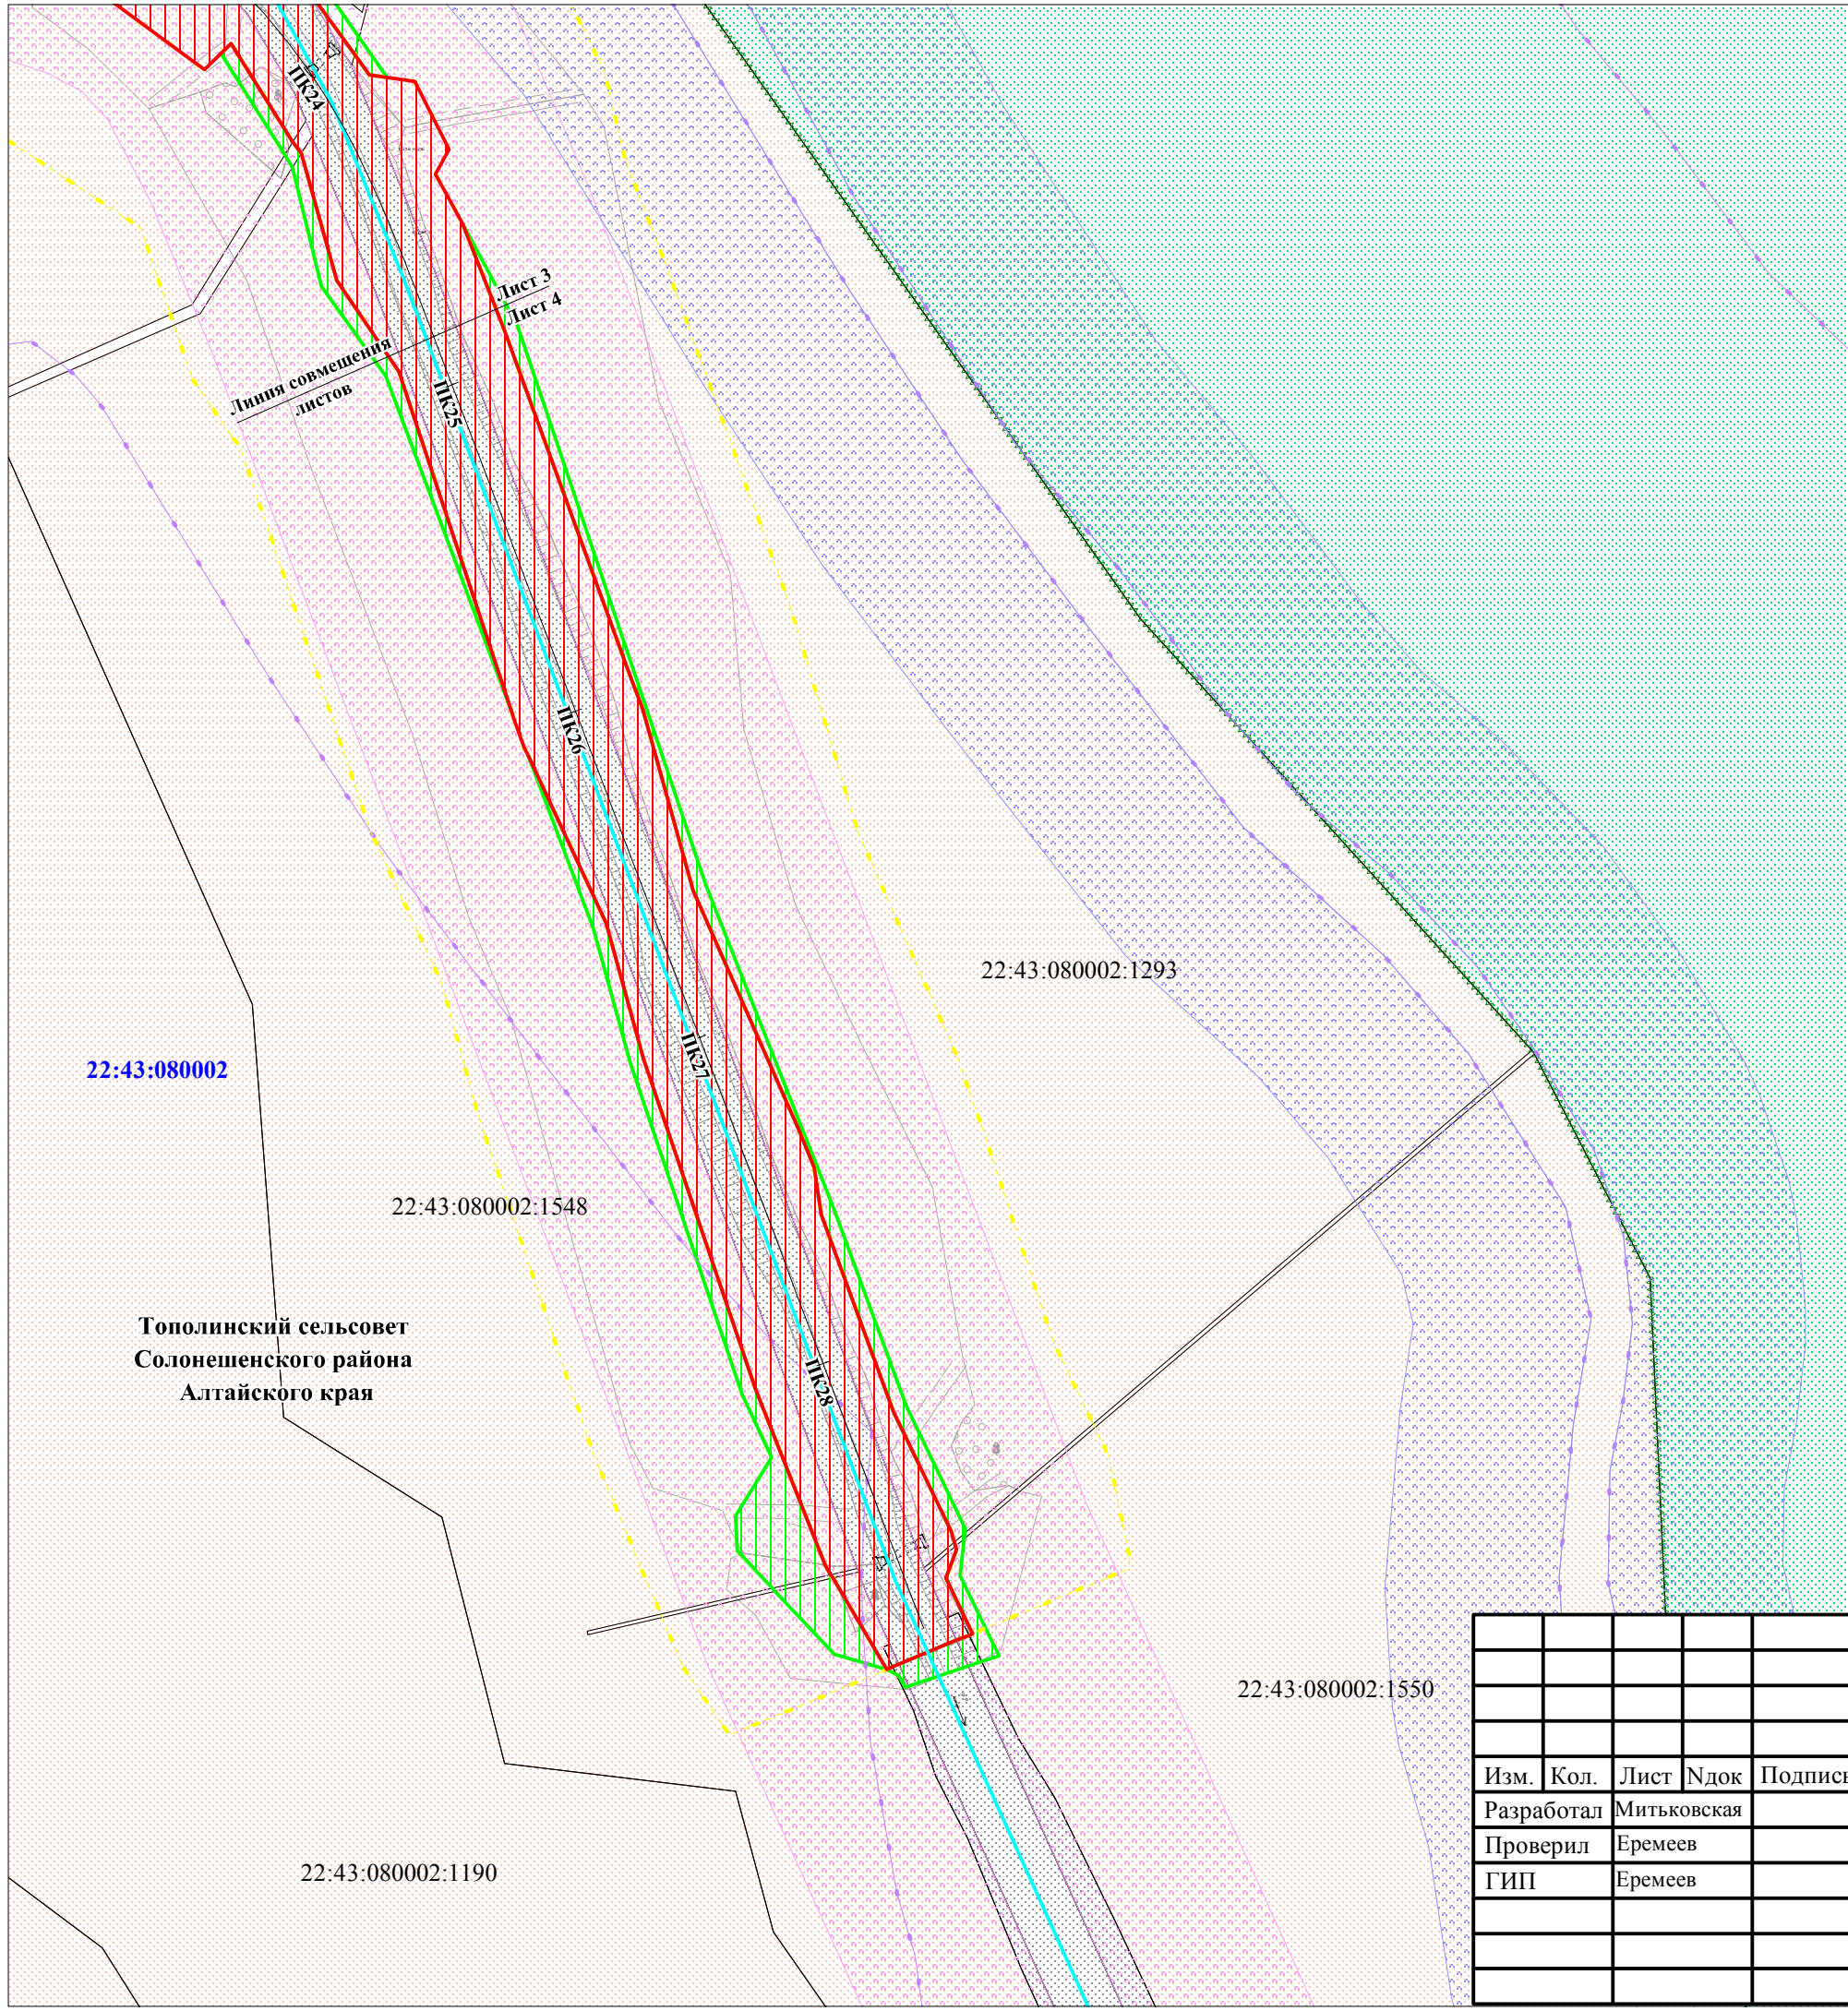 ПК24
Лист 3
Лист 4
Линия совмещения
листов
ПК25
ПК26
22:43:080002:1293
ПК27
22:43:080002
22:43:080002:1548
Тополинский сельсовет
Солонешенского района
Алтайского края
ПК28
22:43:080002:1550
22:43:080002:1190
Изм. Кол. Лист Nдок Подпись
Разработал Митьковская
Проверил Еремеев
ГИП Еремеев